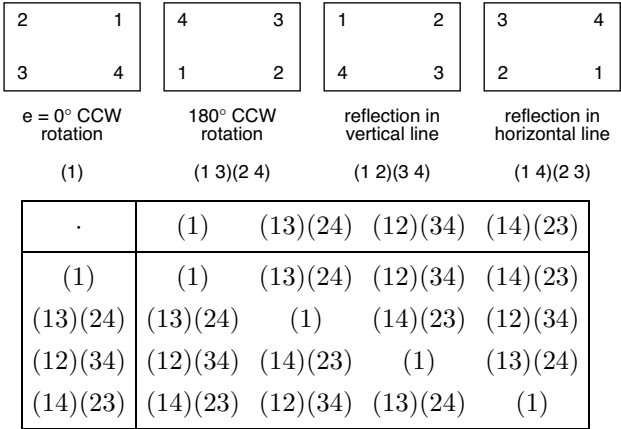 2 1 4 3 1 2 3 4
3 4 1 2 4 3 2 1
e = 0° CCW rotation
180° CCW rotation
reflection in vertical line
reflection in horizontal line
(1) (1 3)(2 4) (1 2)(3 4) (1 4)(2 3)
· (1) (13)(24) (12)(34) (14)(23)
(1) (1) (13)(24) (12)(34) (14)(23)
(13)(24) (13)(24) (1) (14)(23) (12)(34)
(12)(34) (12)(34) (14)(23) (1) (13)(24)
(14)(23) (14)(23) (12)(34) (13)(24) (1)